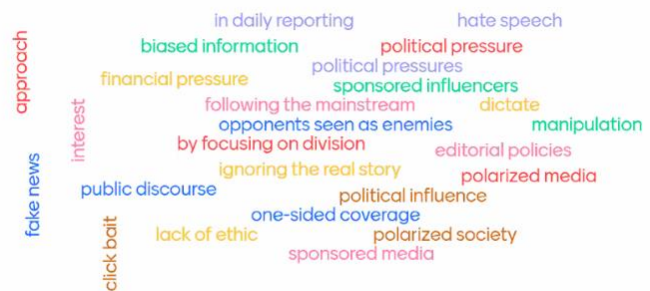 in daily reporting
hate speech
approach
biased information
political pressure
political pressures
financial pressure
sponsored influencers
following the mainstream
dictate
interest
opponents seen as enemies
manipulation
by focusing on division
editorial policies
fake news
ignoring the real story
polarized media
public discourse
political influence
one-sided coverage
click bait
lack of ethic
polarized society
sponsored media